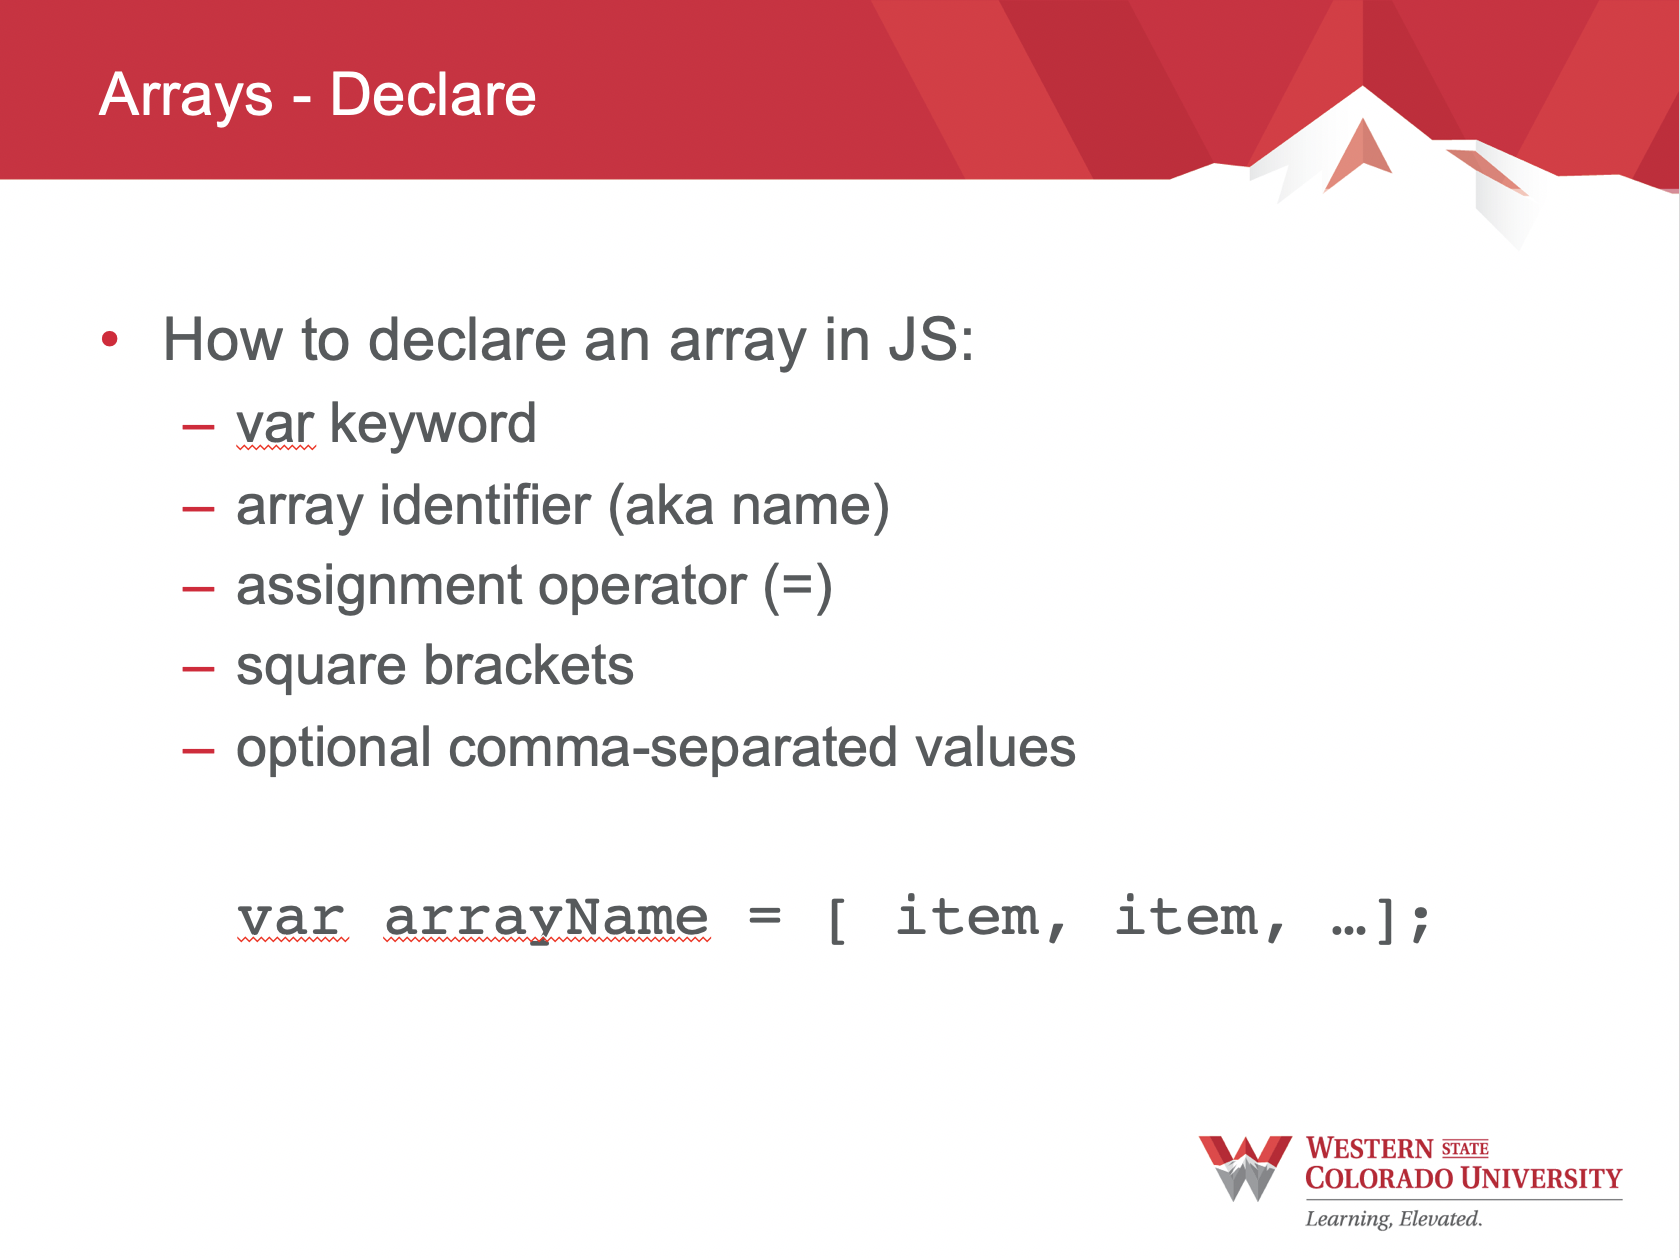 Arrays - Declare
• How to declare an array in JS:
– var keyword
– array identifier (aka name)
– assignment operator (=)
– square brackets
– optional comma-separated values
var arrayName = [ item, item, …];
WESTERN STATE
COLORADO UNIVERSITY
Learning, Elevated.